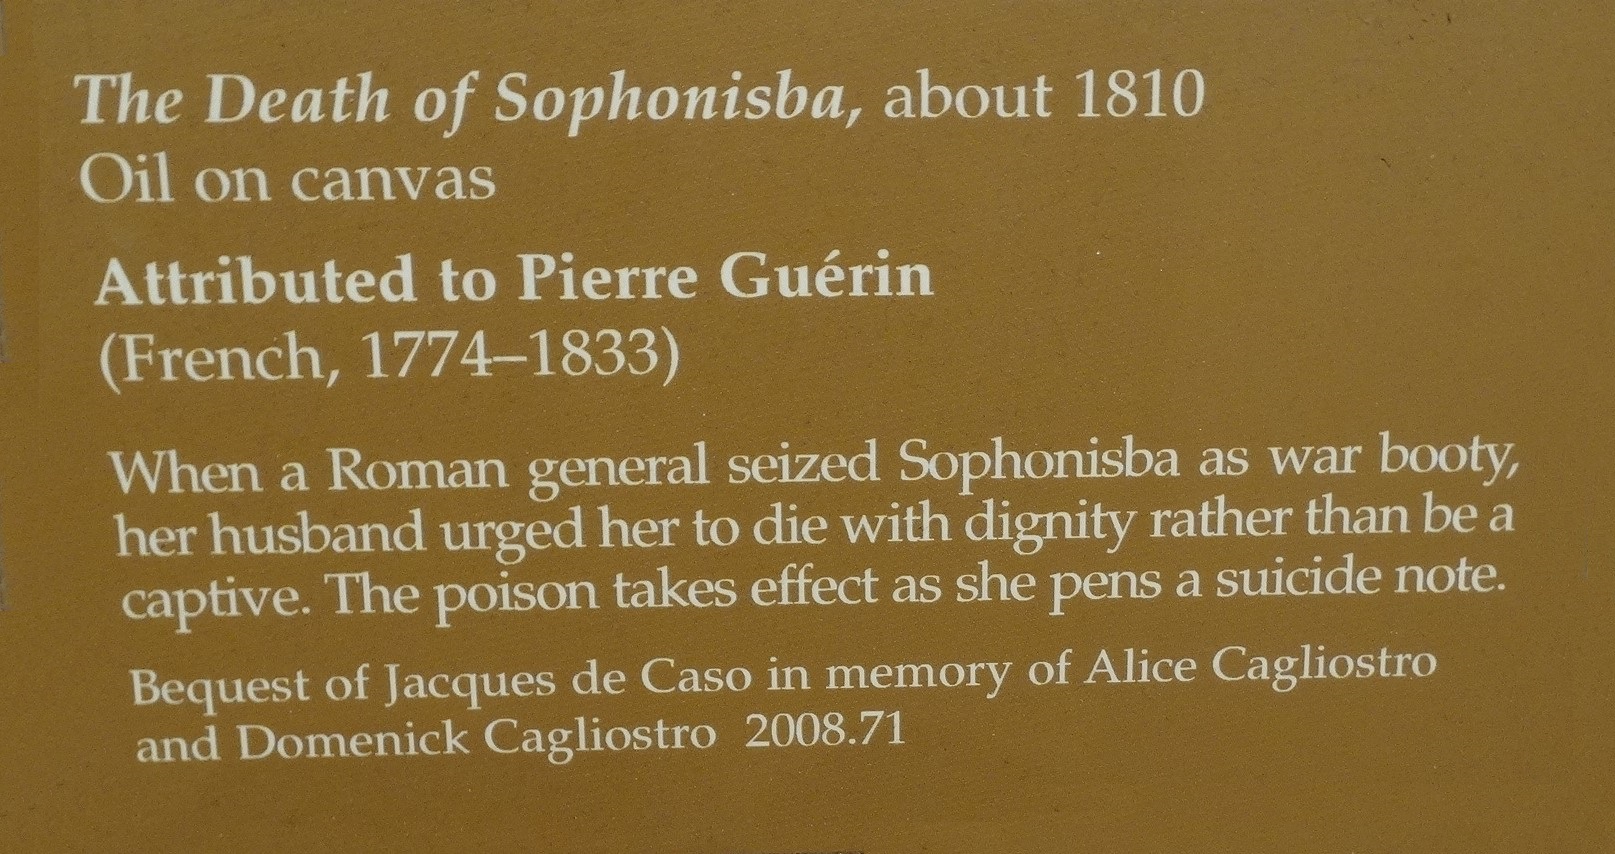 The Death of Sophonisba, about 1810
Oil on canvas
Attributed to Pierre Guérin
(French, 1774–1833)
When a Roman general seized Sophonisba as war booty,
her husband urged her to die with dignity rather than be a
captive. The poison takes effect as she pens a suicide note.
Bequest of Jacques de Caso in memory of Alice Cagliostro
and Domenick Cagliostro 2008.71